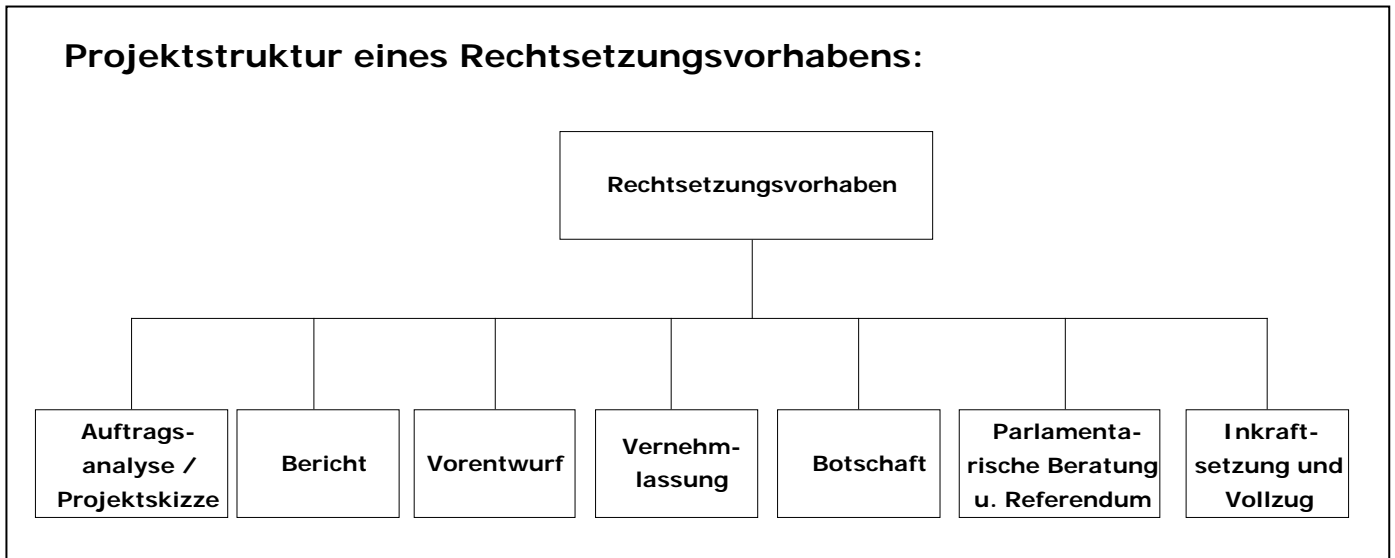 Projektstruktur eines Rechtsetzungsvorhabens:
Rechtsetzungsvorhaben
Auftrags-
analyse /
Projektskizze
Bericht
Vorentwurf
Vernehm-
lassung
Botschaft
Parlamenta-
rische Beratung
u. Referendum
Inkraft-
setzung und
Vollzug